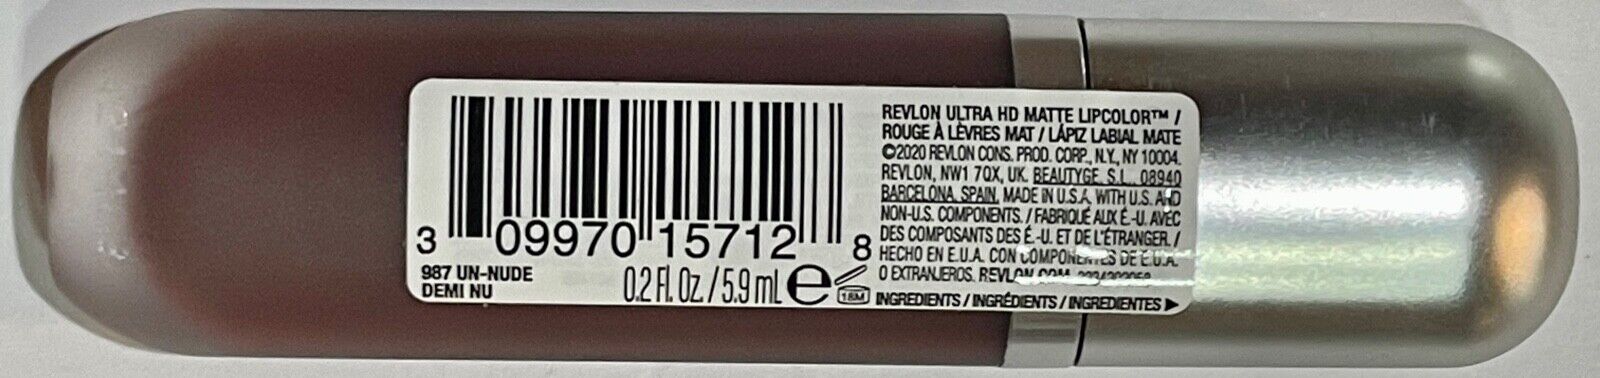 3 09970 15712 8
987 UN-NUDE
DEMI NU
0.2 Fl. Oz. / 5.9 mL e 18M
REVLON ULTRA HD MATTE LIPCOLOR™ /
ROUGE À LÈVRES MAT / LÁPIZ LABIAL MATE
©2020 REVLON CONS. PROD. CORP., N.Y., NY 10004.
REVLON, NW1 7QX, UK. BEAUTYGE, S.L., 08940
BARCELONA, SPAIN. MADE IN U.S.A. WITH U.S. AND
NON-U.S. COMPONENTS. / FABRIQUÉ AUX É.-U. AVEC
DES COMPOSANTS DES É.-U. ET DE L'ÉTRANGER. /
HECHO EN E.U.A. CON COMPONENTES DE E.U.A.
O EXTRANJEROS. REVLON.COM
INGREDIENTS / INGRÉDIENTS / INGREDIENTES ▶